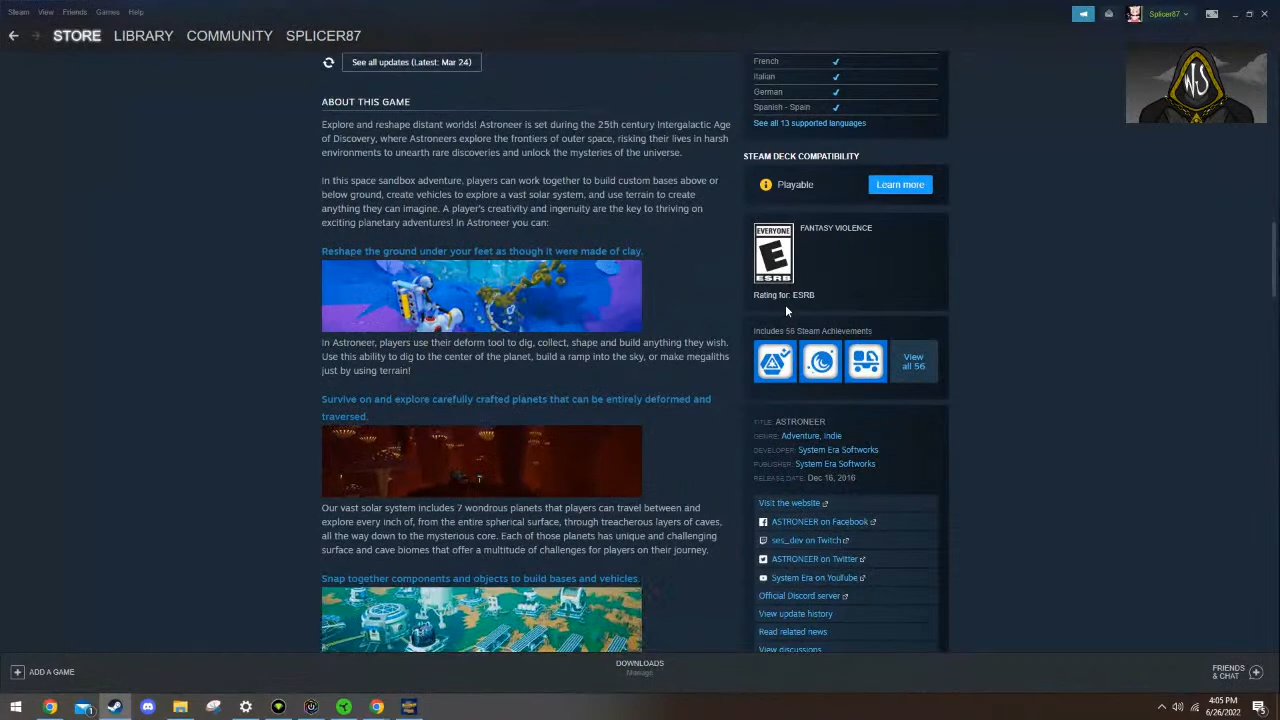 Steam View Friends Games Help
Splicer87
STORE LIBRARY COMMUNITY SPLICER87
WS
See all updates (Latest: Mar 24)
ABOUT THIS GAME
Explore and reshape distant worlds! Astroneer is set during the 25th century Intergalactic Age
of Discovery, where Astroneers explore the frontiers of outer space, risking their lives in harsh
environments to unearth rare discoveries and unlock the mysteries of the universe.
In this space sandbox adventure, players can work together to build custom bases above or
below ground, create vehicles to explore a vast solar system, and use terrain to create
anything they can imagine. A player's creativity and ingenuity are the key to thriving on
exciting planetary adventures! In Astroneer you can:
Reshape the ground under your feet as though it were made of clay.
In Astroneer, players use their deform tool to dig, collect, shape and build anything they wish.
Use this ability to dig to the center of the planet, build a ramp into the sky, or make megaliths
just by using terrain!
Survive on and explore carefully crafted planets that can be entirely deformed and
traversed.
Our vast solar system includes 7 wondrous planets that players can travel between and
explore every inch of, from the entire spherical surface, through treacherous layers of caves,
all the way down to the mysterious core. Each of those planets has unique and challenging
surface and cave biomes that offer a multitude of challenges for players on their journey.
Snap together components and objects to build bases and vehicles.
French
Italian
German
Spanish - Spain
See all 13 supported languages
STEAM DECK COMPATIBILITY
Playable
Learn more
EVERYONE
E
ESRB
FANTASY VIOLENCE
Rating for: ESRB
Includes 56 Steam Achievements
View
all 56
TITLE: ASTRONEER
GENRE: Adventure, Indie
DEVELOPER: System Era Softworks
PUBLISHER: System Era Softworks
RELEASE DATE: Dec 16, 2016
Visit the website
ASTRONEER on Facebook
ses_dev on Twitch
ASTRONEER on Twitter
System Era on YouTube
Official Discord server
View update history
Read related news
View discussions
ADD A GAME
DOWNLOADS
Manage
FRIENDS
& CHAT
4:05 PM
6/26/2022